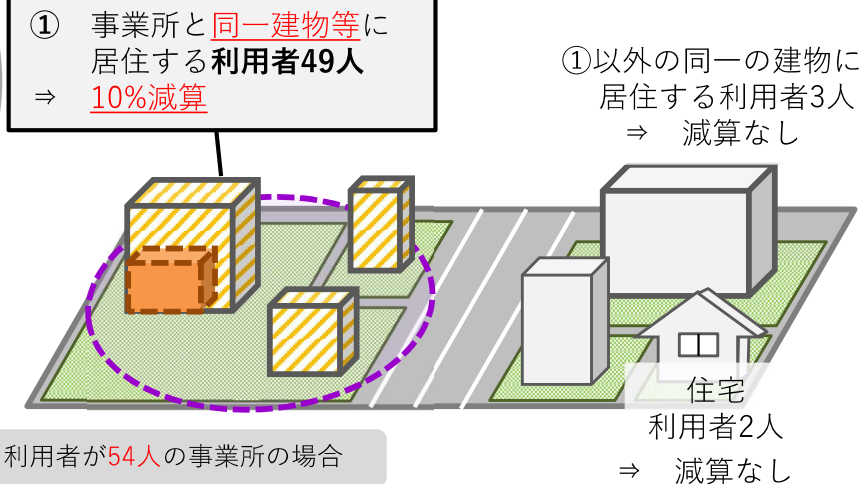 ① 事業所と同一建物等に
居住する利用者49人
⇒ 10%減算
①以外の同一の建物に
居住する利用者3人
⇒ 減算なし
住宅
利用者2人
⇒ 減算なし
利用者が54人の事業所の場合